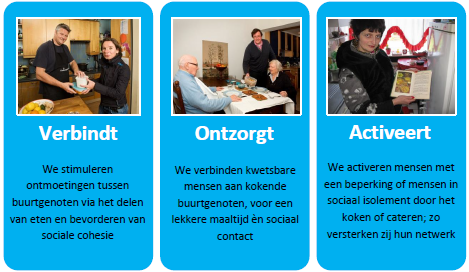 Verbindt
We stimuleren
ontmoetingen tussen
buurtgenoten via het delen
van eten en bevorderen van
sociale cohesie
Ontzorgt
We verbinden kwetsbare
mensen aan kokende
buurtgenoten, voor een
lekkere maaltijd èn sociaal
contact
Activeert
We activeren mensen met
een beperking of mensen in
sociaal isolement door het
koken of cateren; zo
versterken zij hun netwerk